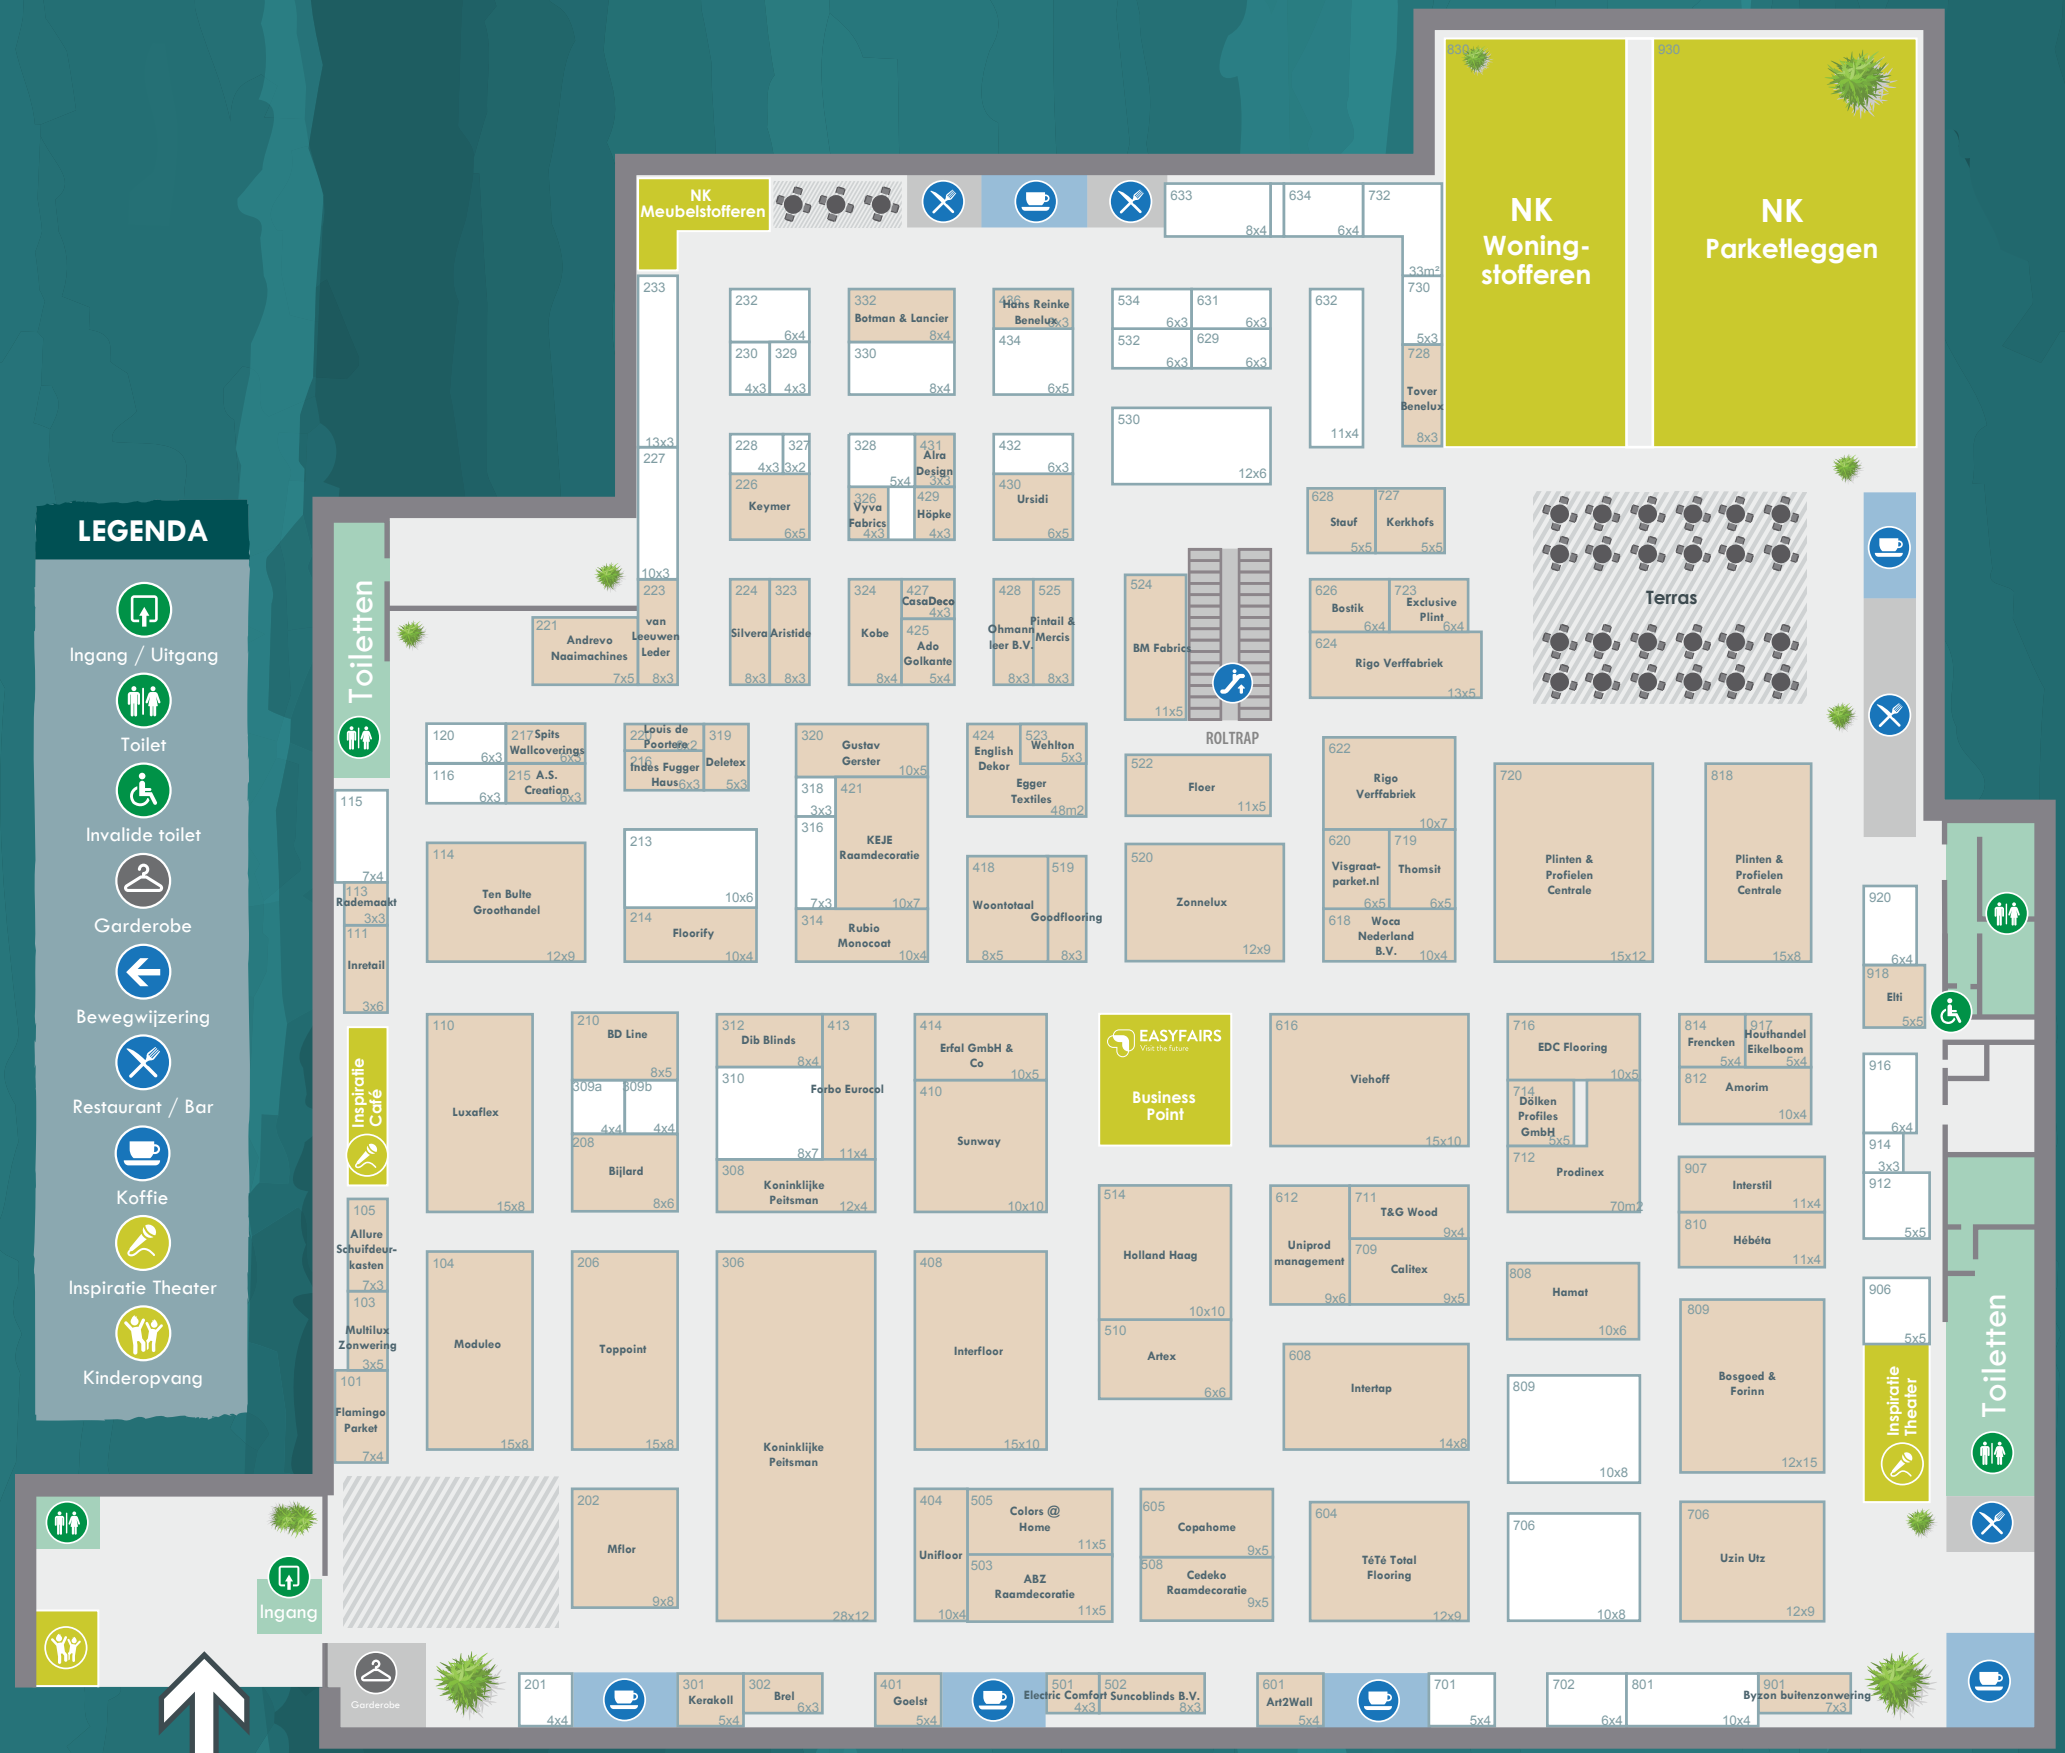 830
930
NK
Woning-
stofferen
NK
Parketleggen
NK
Meubelstofferen
633
8x4
634
6x4
732
33m²
730
5x3
728
Tover
Benelux
8x3
233
13x3
227
10x3
232
6x4
230
4x3
329
4x3
332
Botman & Lancier
8x4
330
8x4
Hans Reinke
Benelux
434
6x5
534
6x3
631
6x3
532
6x3
629
6x3
632
11x4
530
12x6
228
4x3
327
3x2
226
Keymer
6x5
328
5x4
431
Alra
Design
3x3
326
Vyva
Fabrics
4x3
429
Höpke
4x3
432
6x3
430
Ursidi
6x5
628
Stauf
5x5
727
Kerkhofs
5x5
Terras
LEGENDA
Ingang / Uitgang
Toilet
Invalide toilet
Garderobe
Bewegwijzering
Restaurant / Bar
Koffie
Inspiratie Theater
Kinderopvang
Toiletten
221
Andrevo
Naaimachines
7x5
223
van
Leeuwen
Leder
8x3
224
Silvera
8x3
323
Aristide
8x3
324
Kobe
8x4
427
CasaDeco
4x3
425
Ado
Golkante
5x4
428
Ohmann
leer B.V.
8x3
525
Pintail &
Mercis
8x3
524
BM Fabrics
11x5
ROLTRAP
626
Bostik
6x4
723
Exclusive
Plint
6x4
624
Rigo Verffabriek
13x5
120
6x3
217
Spits
Wallcoverings
6x3
116
6x3
215
A.S.
Creation
6x3
Louis de
Poortere
216
Indes Fugger
Haus
6x3
319
Deletex
5x3
320
Gustav
Gerster
10x5
318
3x3
421
KEJE
Raamdecoratie
10x7
316
7x3
314
Rubio
Monocoat
10x4
424
English
Dekor
523
Wehlton
5x3
Egger
Textiles
48m2
522
Floer
11x5
622
Rigo
Verffabriek
10x7
720
Plinten &
Profielen
Centrale
15x12
818
Plinten &
Profielen
Centrale
15x8
115
7x4
113
Rademaakt
3x3
111
Inretail
3x6
114
Ten Bulte
Groothandel
12x9
213
10x6
214
Floorify
10x4
418
Woontotaal
8x5
519
Goodflooring
8x3
520
Zonnelux
12x9
620
Visgraat-
parket.nl
6x5
719
Thomsit
6x5
618
Woca
Nederland
B.V.
10x4
920
6x4
918
Elti
5x5
Inspiratie
Café
110
Luxaflex
15x8
210
BD Line
8x5
309a
4x4
309b
4x4
208
Bijlard
8x6
312
Dib Blinds
8x4
413
Forbo Eurocol
11x4
310
8x7
308
Koninklijke
Peitsman
12x4
414
Erfal GmbH &
Co
10x5
410
Sunway
10x10
EASYFAIRS
Visit the future
Business
Point
616
Viehoff
15x10
716
EDC Flooring
10x5
714
Dölken
Profiles
GmbH
5x5
712
Prodinex
70m2
814
Frencken
5x4
917
Houthandel
Eikelboom
5x4
812
Amorim
10x4
916
6x4
914
3x3
912
5x5
907
Interstil
11x4
810
Hébéta
11x4
105
Allure
Schuifdeur-
kasten
7x3
103
Multilux
Zonwering
3x5
101
Flamingo
Parket
7x4
104
Moduleo
15x8
206
Toppoint
15x8
306
Koninklijke
Peitsman
28x12
408
Interfloor
15x10
514
Holland Haag
10x10
510
Artex
6x6
612
Uniprod
management
9x6
711
T&G Wood
9x4
709
Calitex
9x5
608
Intertap
14x8
808
Hamat
10x6
809
10x8
809
Bosgoed &
Forinn
12x15
906
5x5
Inspiratie
Theater
Toiletten
202
Mflor
9x8
404
Unifloor
10x4
505
Colors @
Home
11x5
503
ABZ
Raamdecoratie
11x5
605
Copahome
9x5
508
Cedeko
Raamdecoratie
9x5
604
TéTé Total
Flooring
12x9
706
10x8
706
Uzin Utz
12x9
Ingang
Garderobe
201
4x4
301
Kerakoll
5x4
302
Brel
6x3
401
Goelst
5x4
501
Electric Comfort
4x3
502
Suncoblinds B.V.
8x3
601
Art2Wall
5x4
701
5x4
702
6x4
801
10x4
901
Byzon buitenzonwering
7x3